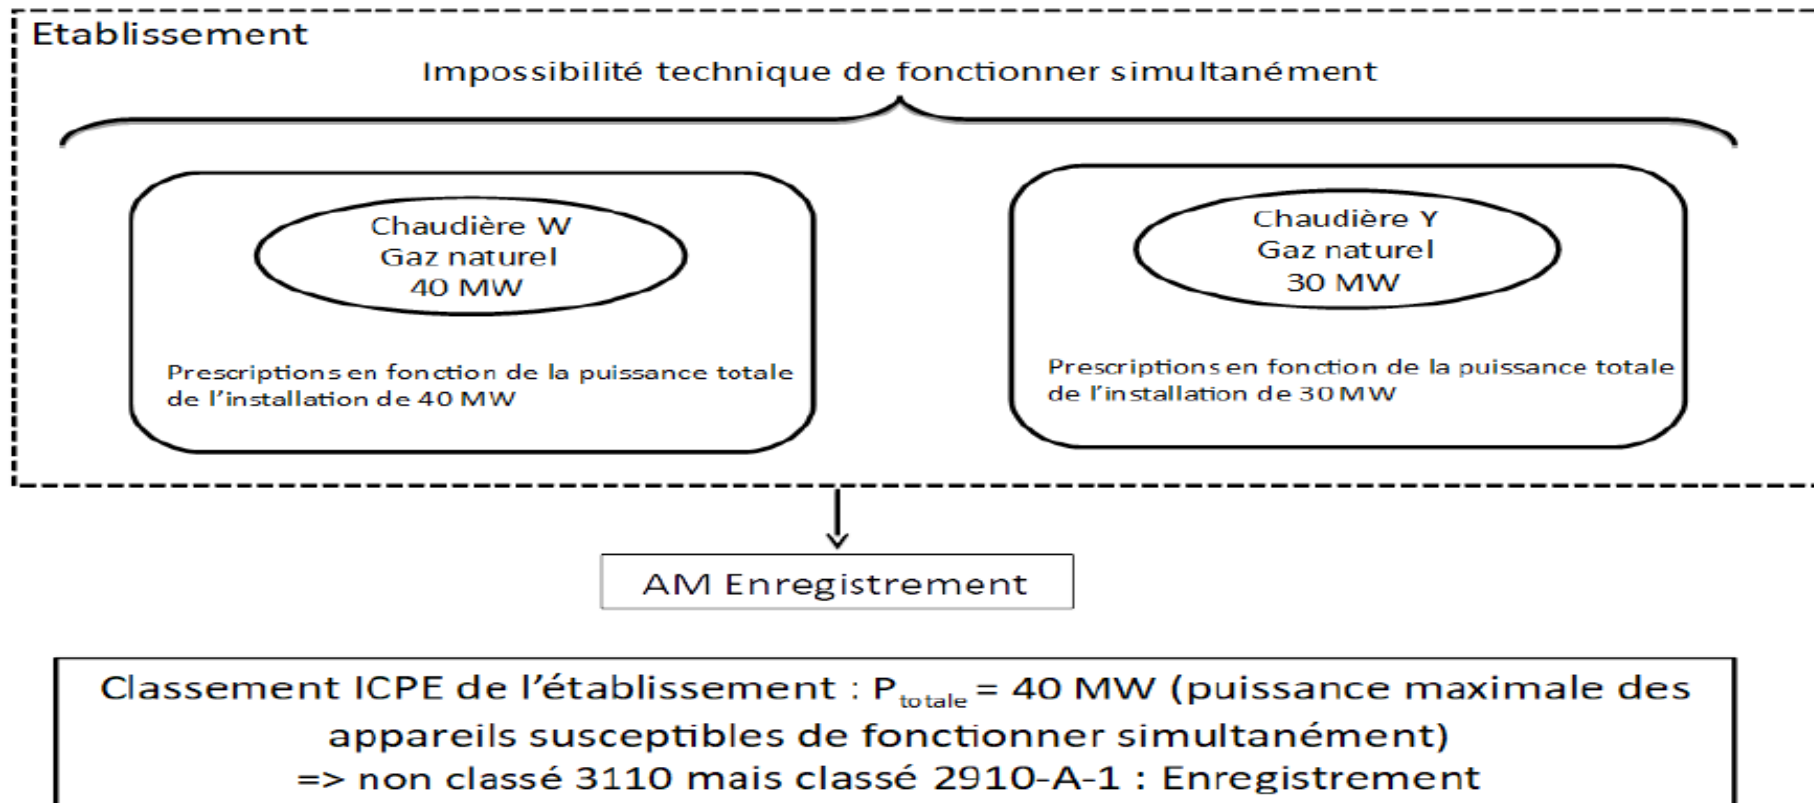 Etablissement
Impossibilité technique de fonctionner simultanément
Chaudière W
Gaz naturel
40 MW
Prescriptions en fonction de la puissance totale
de l'installation de 40 MW
Chaudière Y
Gaz naturel
30 MW
Prescriptions en fonction de la puissance totale
de l'installation de 30 MW
AM Enregistrement
Classement ICPE de l'établissement : Ptotale = 40 MW (puissance maximale des
appareils susceptibles de fonctionner simultanément)
=> non classé 3110 mais classé 2910-A-1 : Enregistrement